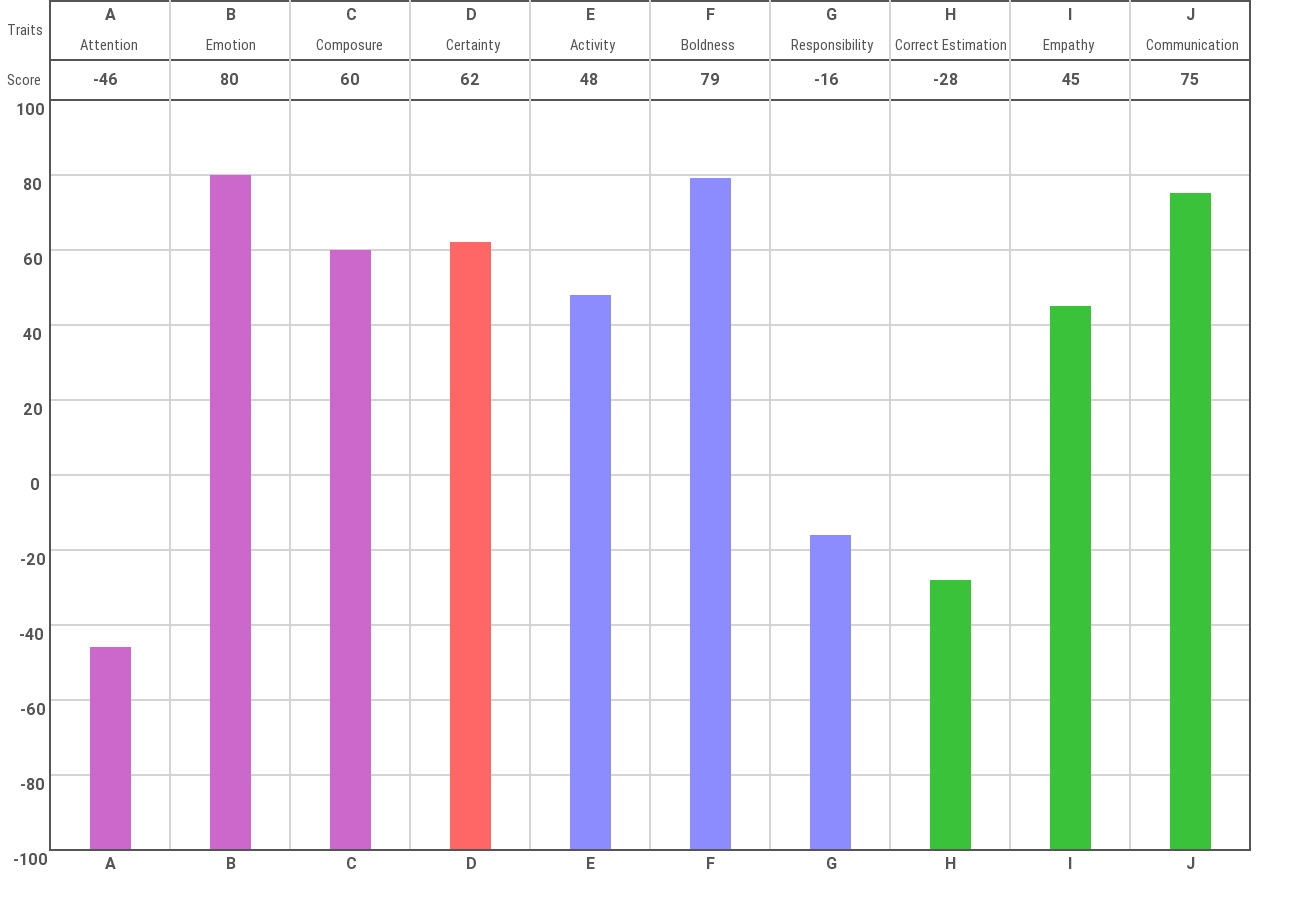 A B C D E F G H I J
Traits
Attention Emotion Composure Certainty Activity Boldness Responsibility Correct Estimation Empathy Communication
Score -46 80 60 62 48 79 -16 -28 45 75
100
80
60
40
20
0
-20
-40
-60
-80
-100
A B C D E F G H I J